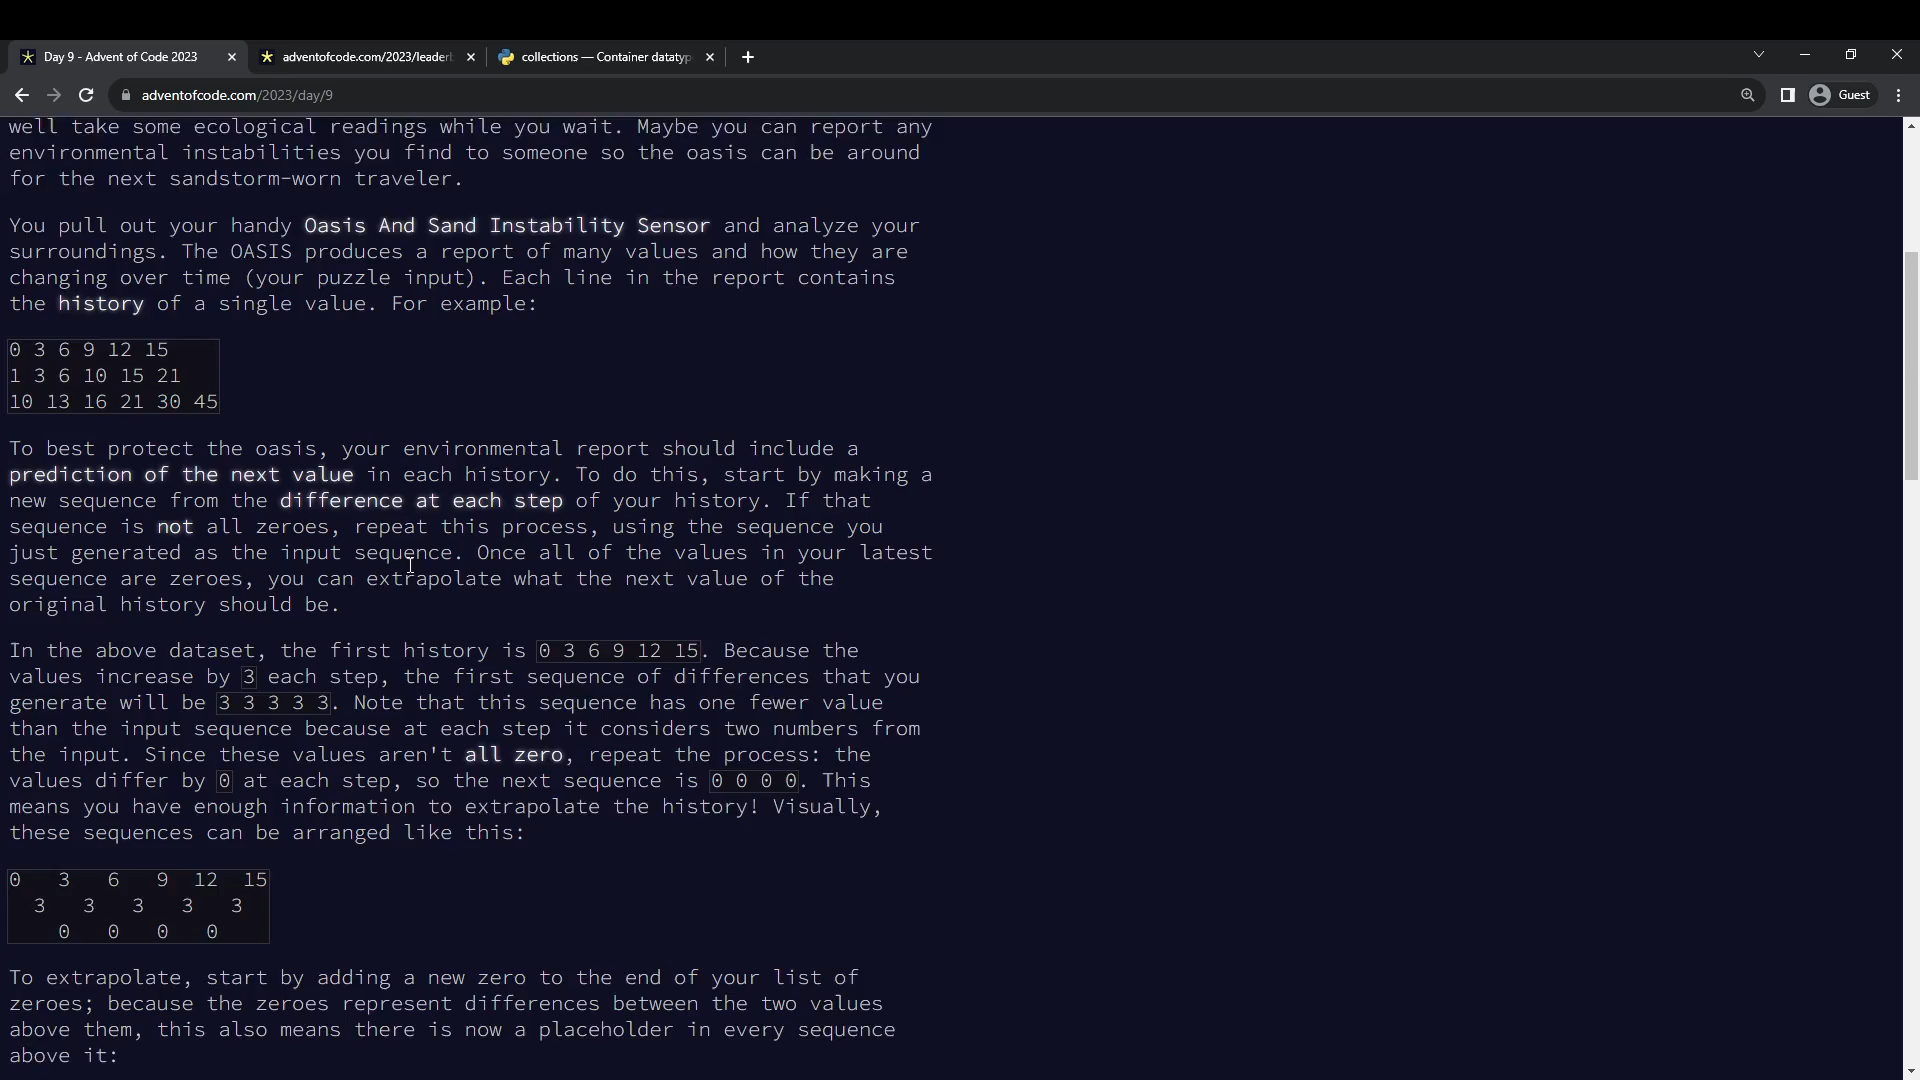 Day 9 - Advent of Code 2023
adventofcode.com/2023/leaderb
collections — Container datatyp
adventofcode.com/2023/day/9
Guest
well take some ecological readings while you wait. Maybe you can report any
environmental instabilities you find to someone so the oasis can be around
for the next sandstorm-worn traveler.
You pull out your handy Oasis And Sand Instability Sensor and analyze your
surroundings. The OASIS produces a report of many values and how they are
changing over time (your puzzle input). Each line in the report contains
the history of a single value. For example:
0 3 6 9 12 15
1 3 6 10 15 21
10 13 16 21 30 45
To best protect the oasis, your environmental report should include a
prediction of the next value in each history. To do this, start by making a
new sequence from the difference at each step of your history. If that
sequence is not all zeroes, repeat this process, using the sequence you
just generated as the input sequence. Once all of the values in your latest
sequence are zeroes, you can extrapolate what the next value of the
original history should be.
In the above dataset, the first history is 0 3 6 9 12 15. Because the
values increase by 3 each step, the first sequence of differences that you
generate will be 3 3 3 3 3. Note that this sequence has one fewer value
than the input sequence because at each step it considers two numbers from
the input. Since these values aren't all zero, repeat the process: the
values differ by 0 at each step, so the next sequence is 0 0 0 0. This
means you have enough information to extrapolate the history! Visually,
these sequences can be arranged like this:
0   3   6   9  12  15
  3   3   3   3   3
    0   0   0   0
To extrapolate, start by adding a new zero to the end of your list of
zeroes; because the zeroes represent differences between the two values
above them, this also means there is now a placeholder in every sequence
above it: